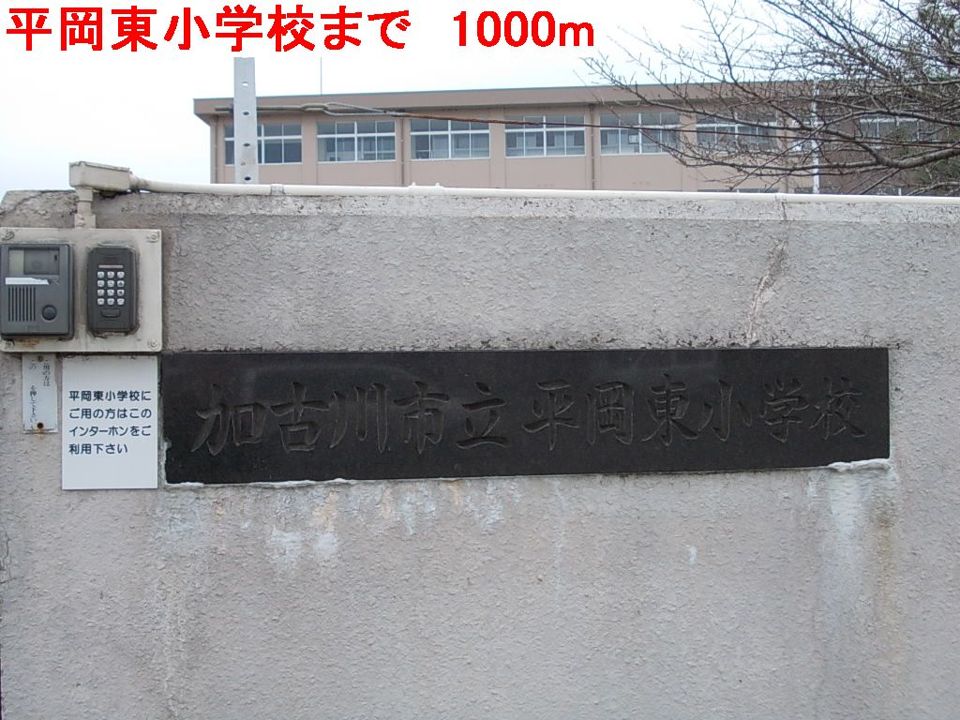 平岡東小学校まで 1000m
加古川市立平岡東小学校
平岡東小学校に
ご用の方はこの
インターホンをご
利用下さい